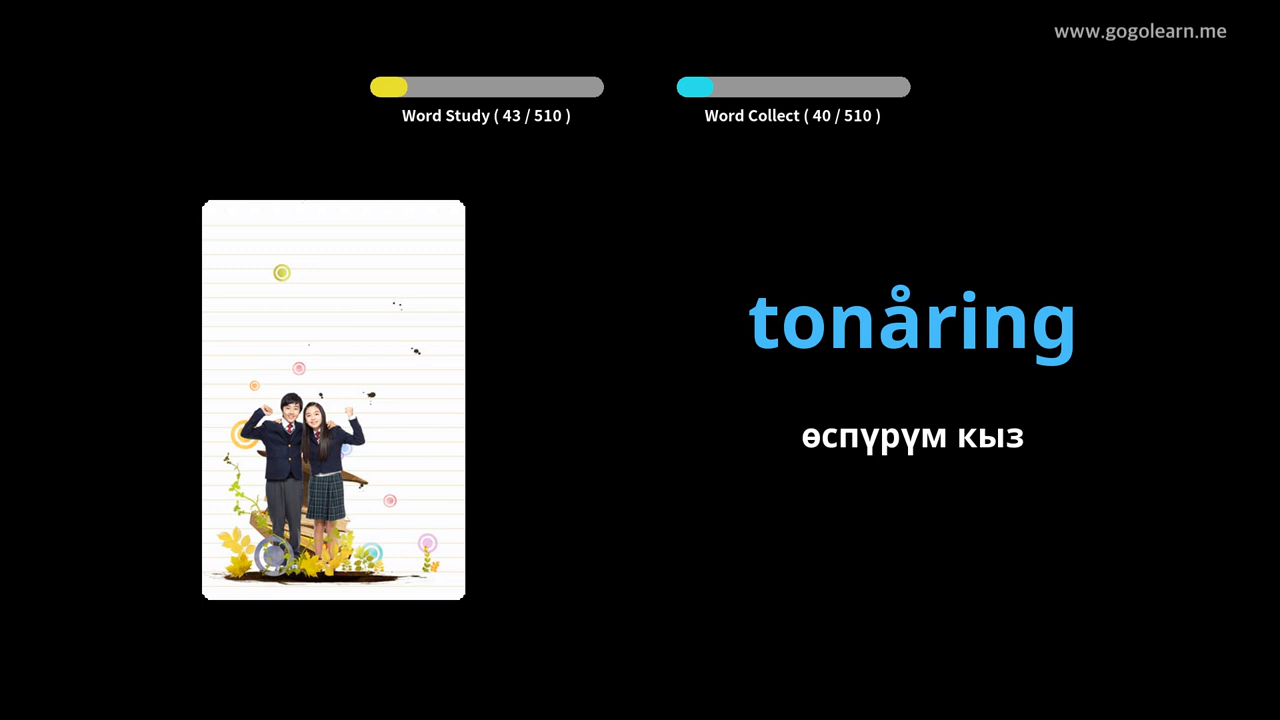 www.gogolearn.me
Word Study ( 43 / 510 )
Word Collect ( 40 / 510 )
tonåring
өспүрүм кыз